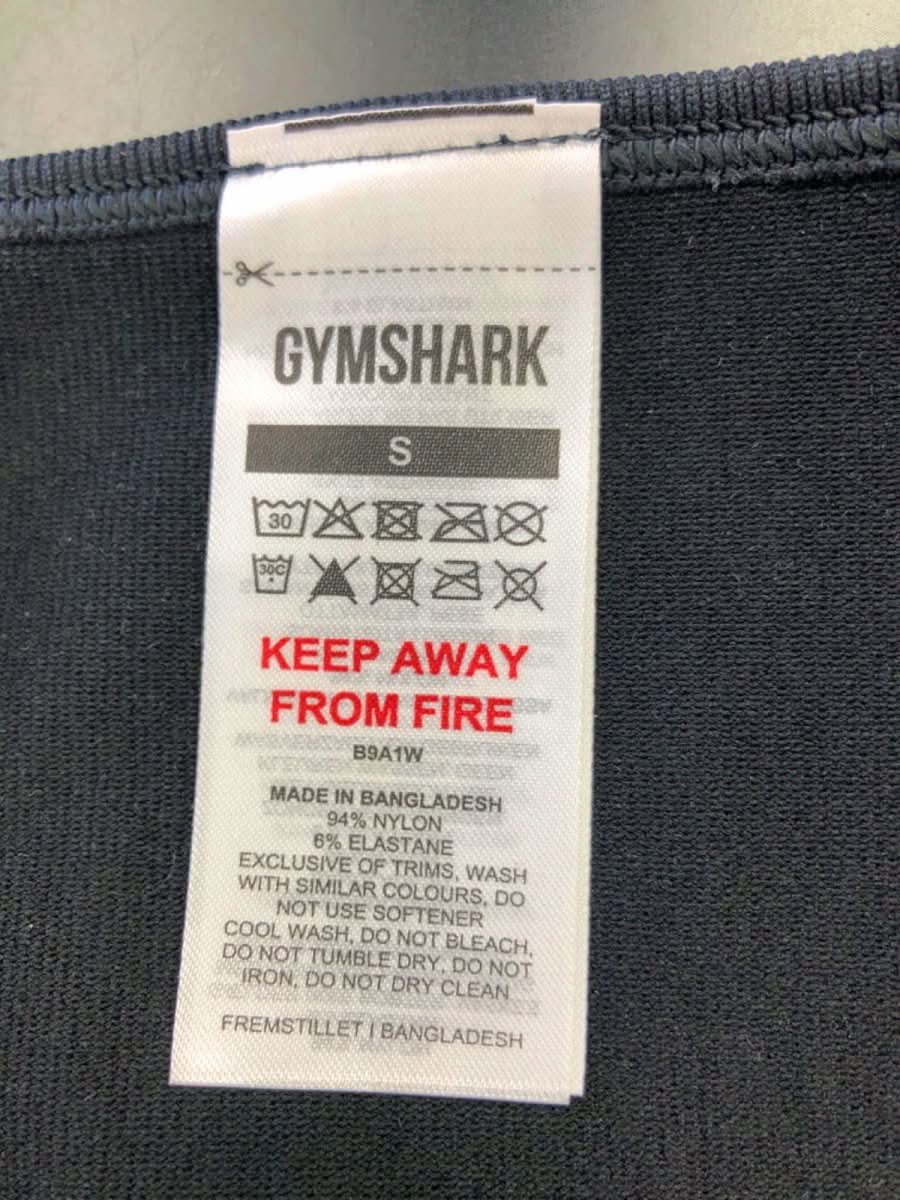 GYMSHARK
S
30
30C
KEEP AWAY
FROM FIRE
B9A1W
MADE IN BANGLADESH
94% NYLON
6% ELASTANE
EXCLUSIVE OF TRIMS, WASH
WITH SIMILAR COLOURS, DO
NOT USE SOFTENER
COOL WASH, DO NOT BLEACH,
DO NOT TUMBLE DRY, DO NOT
IRON, DO NOT DRY CLEAN
FREMSTILLET I BANGLADESH